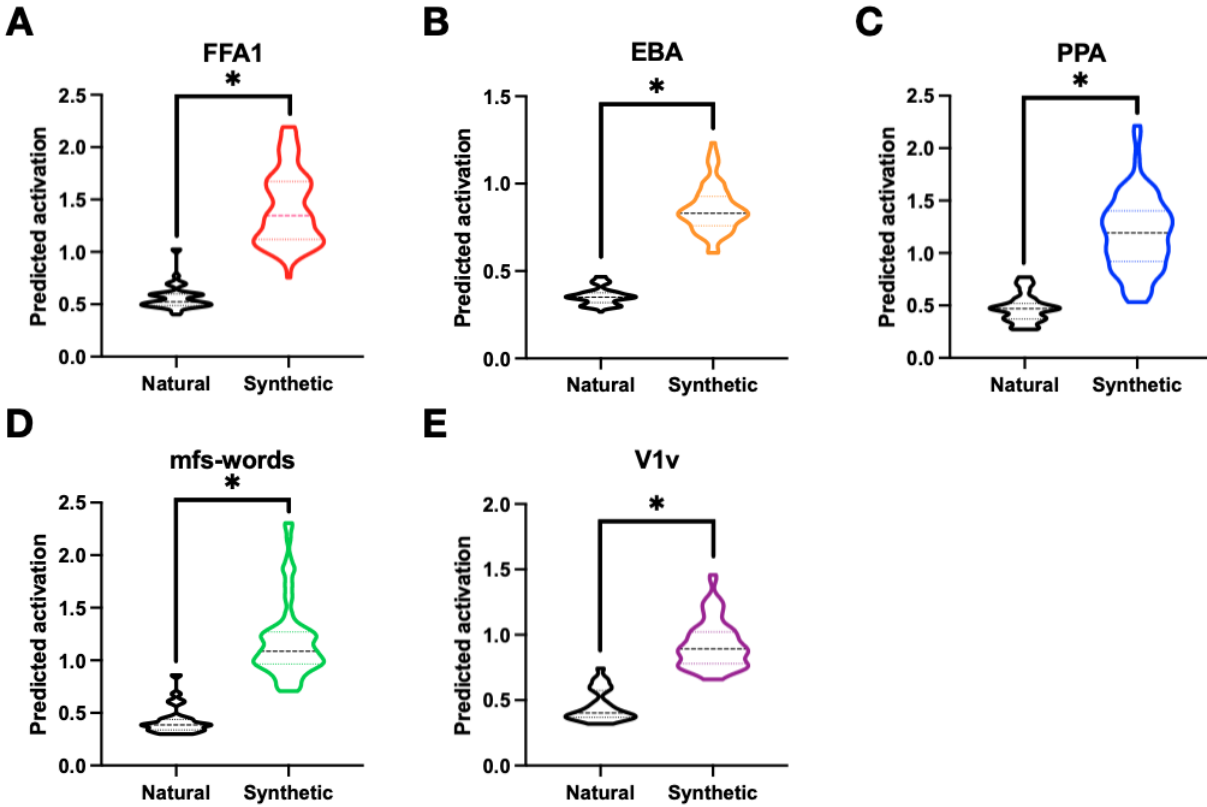 A
FFA1
*
Predicted activation
2.5
2.0
1.5
1.0
0.5
0.0
Natural Synthetic
B
EBA
*
Predicted activation
1.5
1.0
0.5
0.0
Natural Synthetic
C
PPA
*
Predicted activation
2.5
2.0
1.5
1.0
0.5
0.0
Natural Synthetic
D
mfs-words
*
Predicted activation
2.5
2.0
1.5
1.0
0.5
0.0
Natural Synthetic
E
V1v
*
Predicted activation
2.0
1.5
1.0
0.5
0.0
Natural Synthetic